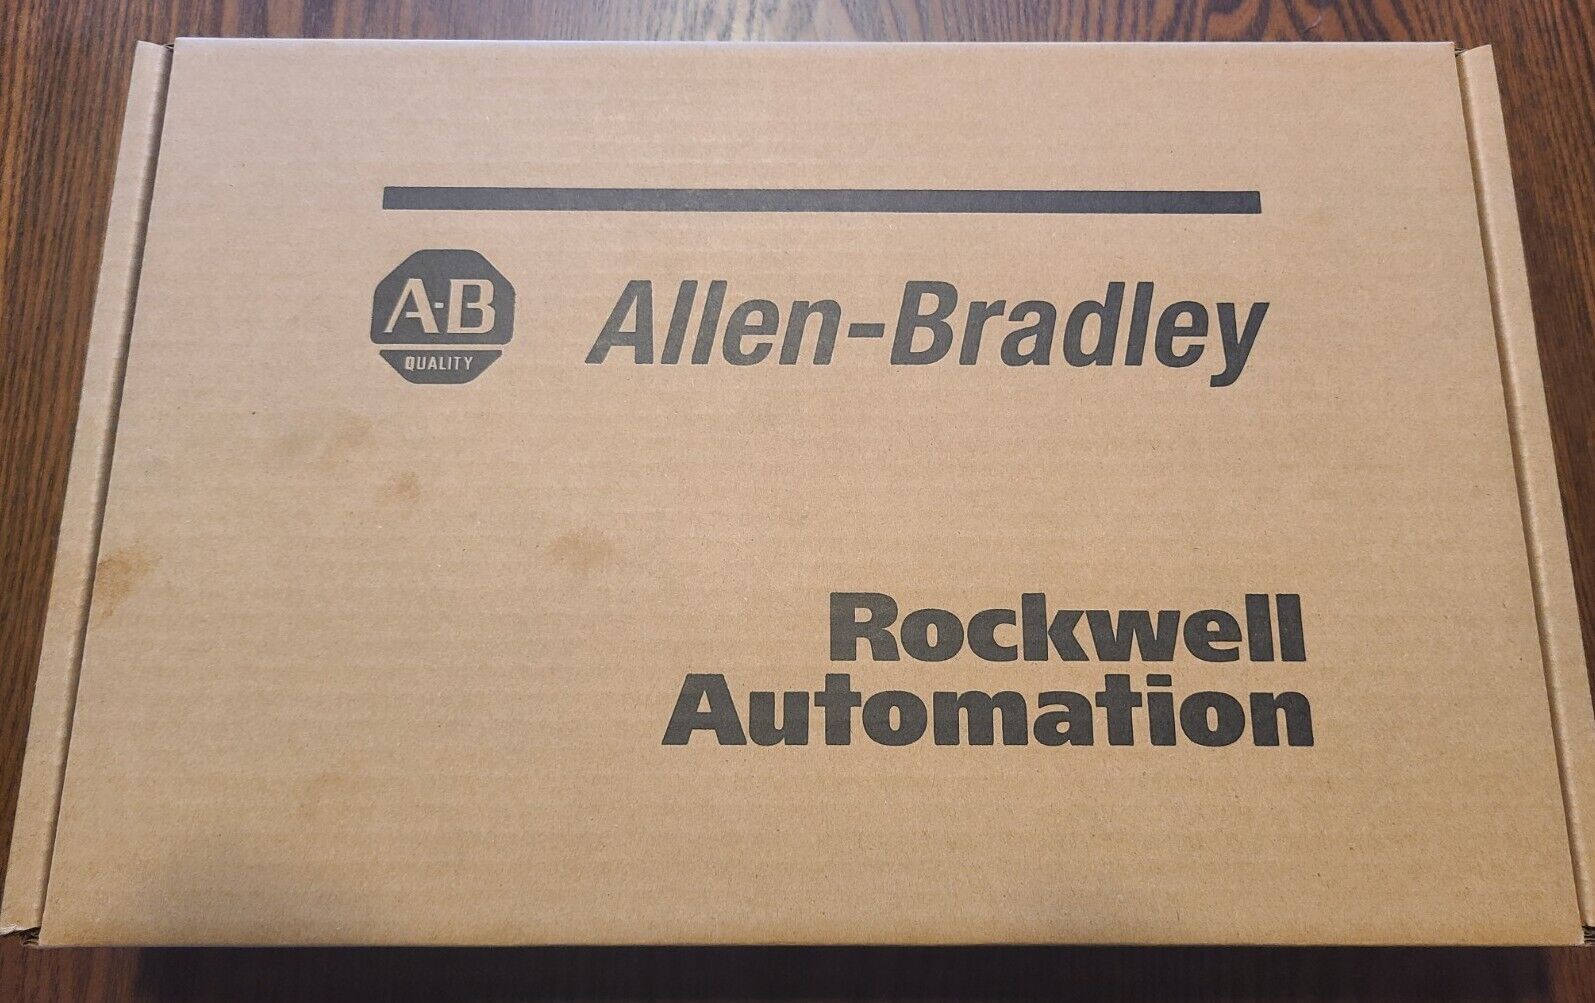 A-B
QUALITY
Allen-Bradley
Rockwell
Automation